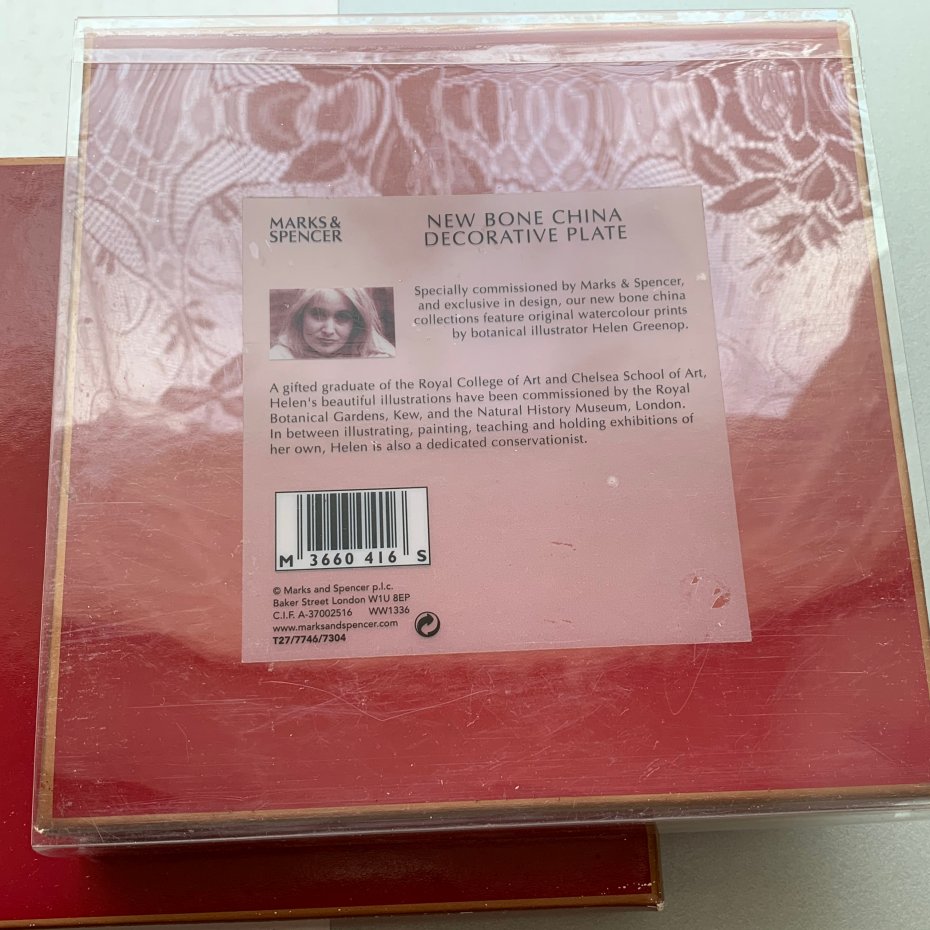 MARKS &
SPENCER
NEW BONE CHINA
DECORATIVE PLATE
Specially commissioned by Marks & Spencer,
and exclusive in design, our new bone china
collections feature original watercolour prints
by botanical illustrator Helen Greenop.
A gifted graduate of the Royal College of Art and Chelsea School of Art,
Helen's beautiful illustrations have been commissioned by the Royal
Botanical Gardens, Kew, and the Natural History Museum, London.
In between illustrating, painting, teaching and holding exhibitions of
her own, Helen is also a dedicated conservationist.
M 3660 416 S
© Marks and Spencer p.l.c.
Baker Street London W1U 8EP
C.I.F. A-37002516 WW1336
www.marksandspencer.com
T27/7746/7304